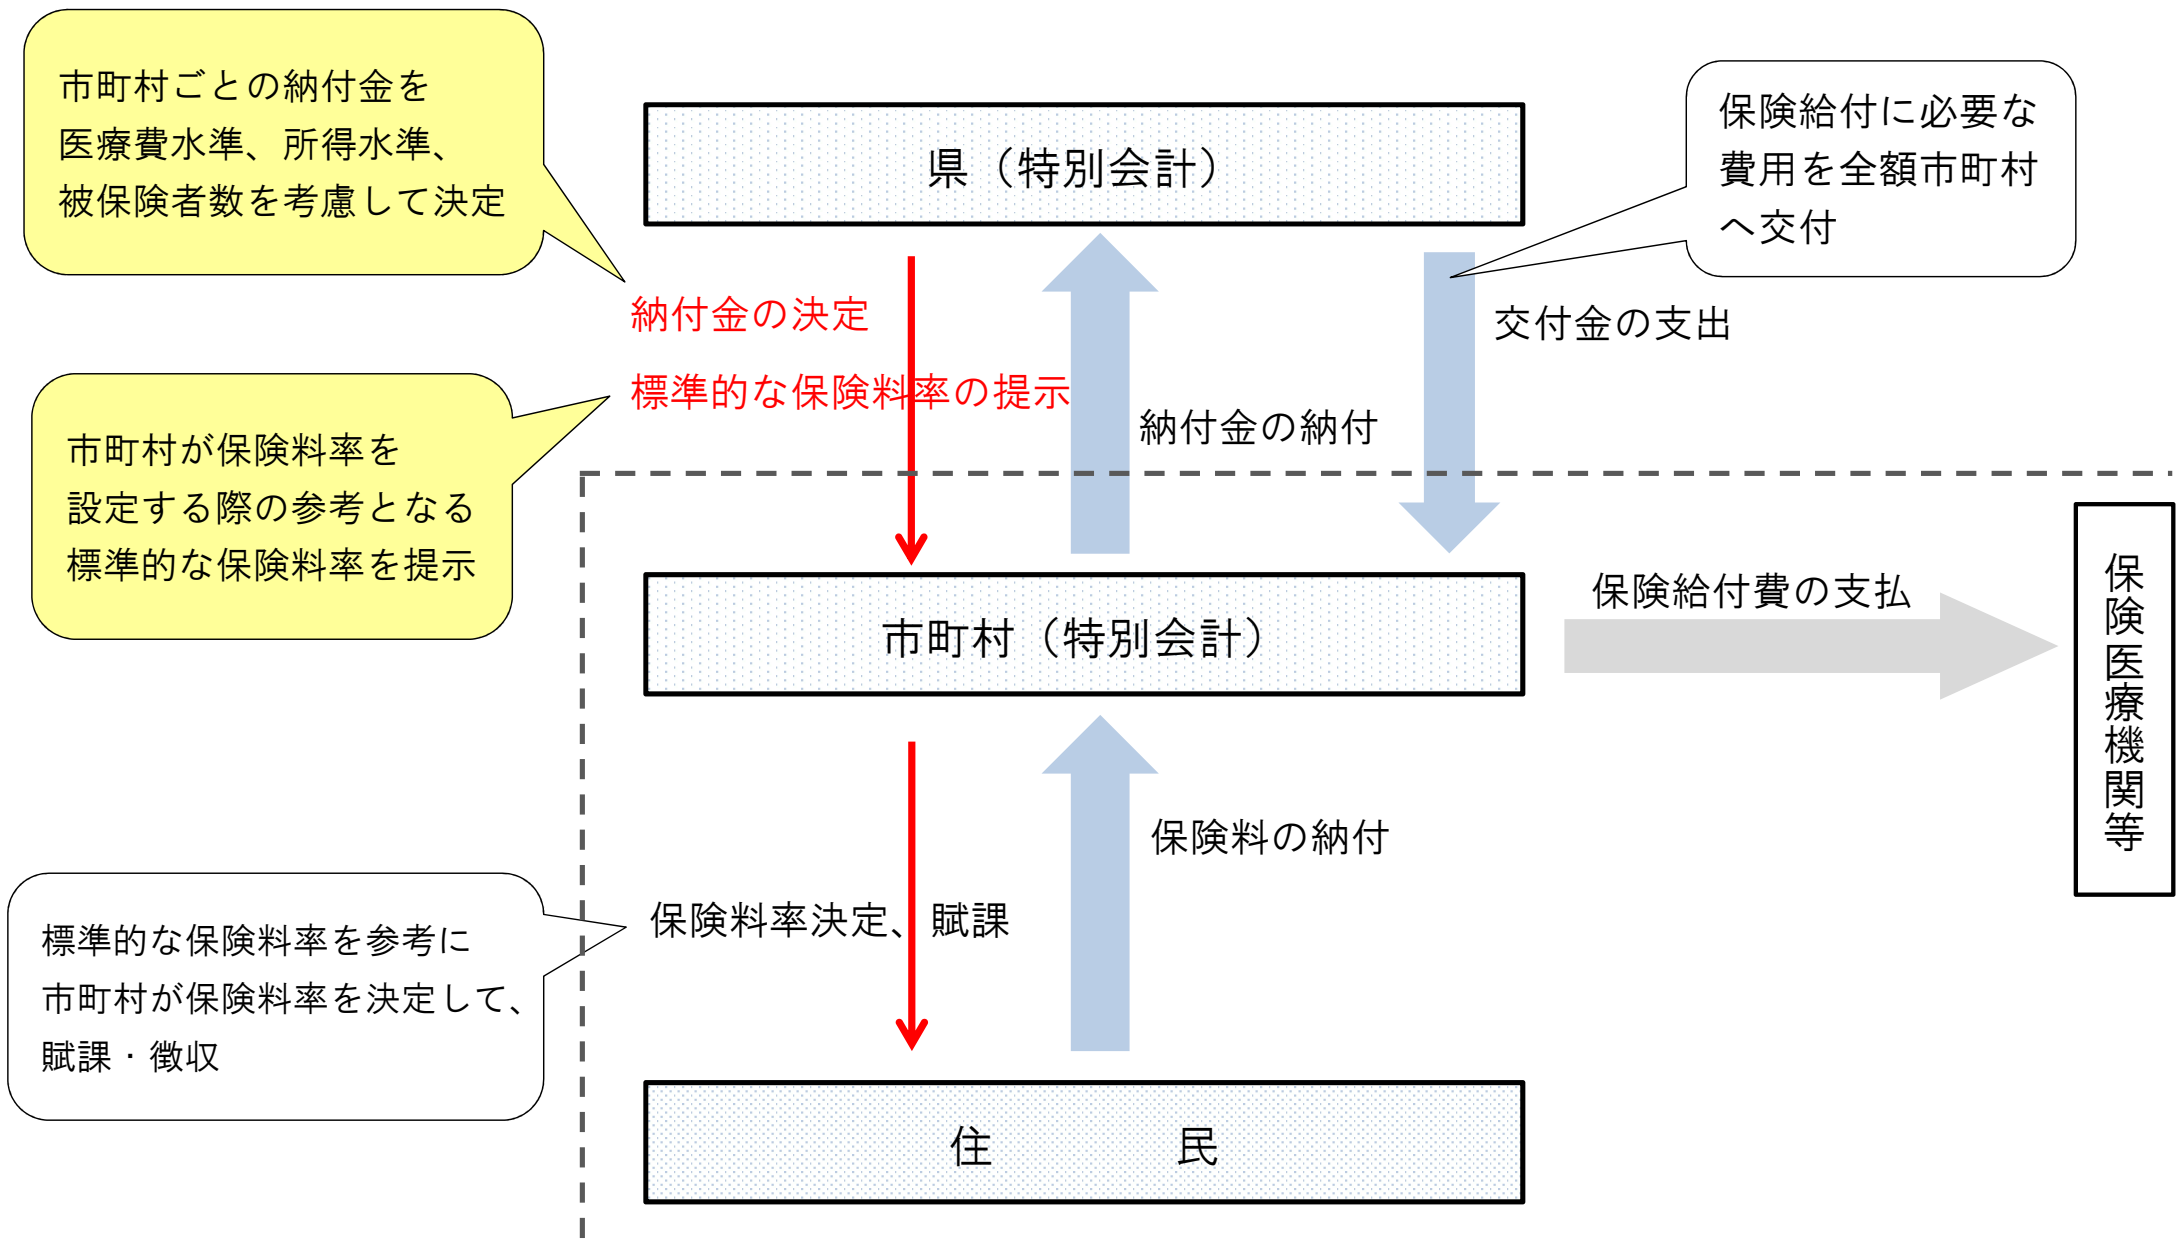 市町村ごとの納付金を
医療費水準、所得水準、
被保険者数を考慮して決定
県（特別会計）
保険給付に必要な
費用を全額市町村
へ交付
納付金の決定
標準的な保険料率の提示
納付金の納付
交付金の支出
市町村が保険料率を
設定する際の参考となる
標準的な保険料率を提示
市町村（特別会計）
保険給付費の支払
保険医療機関等
保険料の納付
保険料率決定、賦課
標準的な保険料率を参考に
市町村が保険料率を決定して、
賦課・徴収
住　　　　民